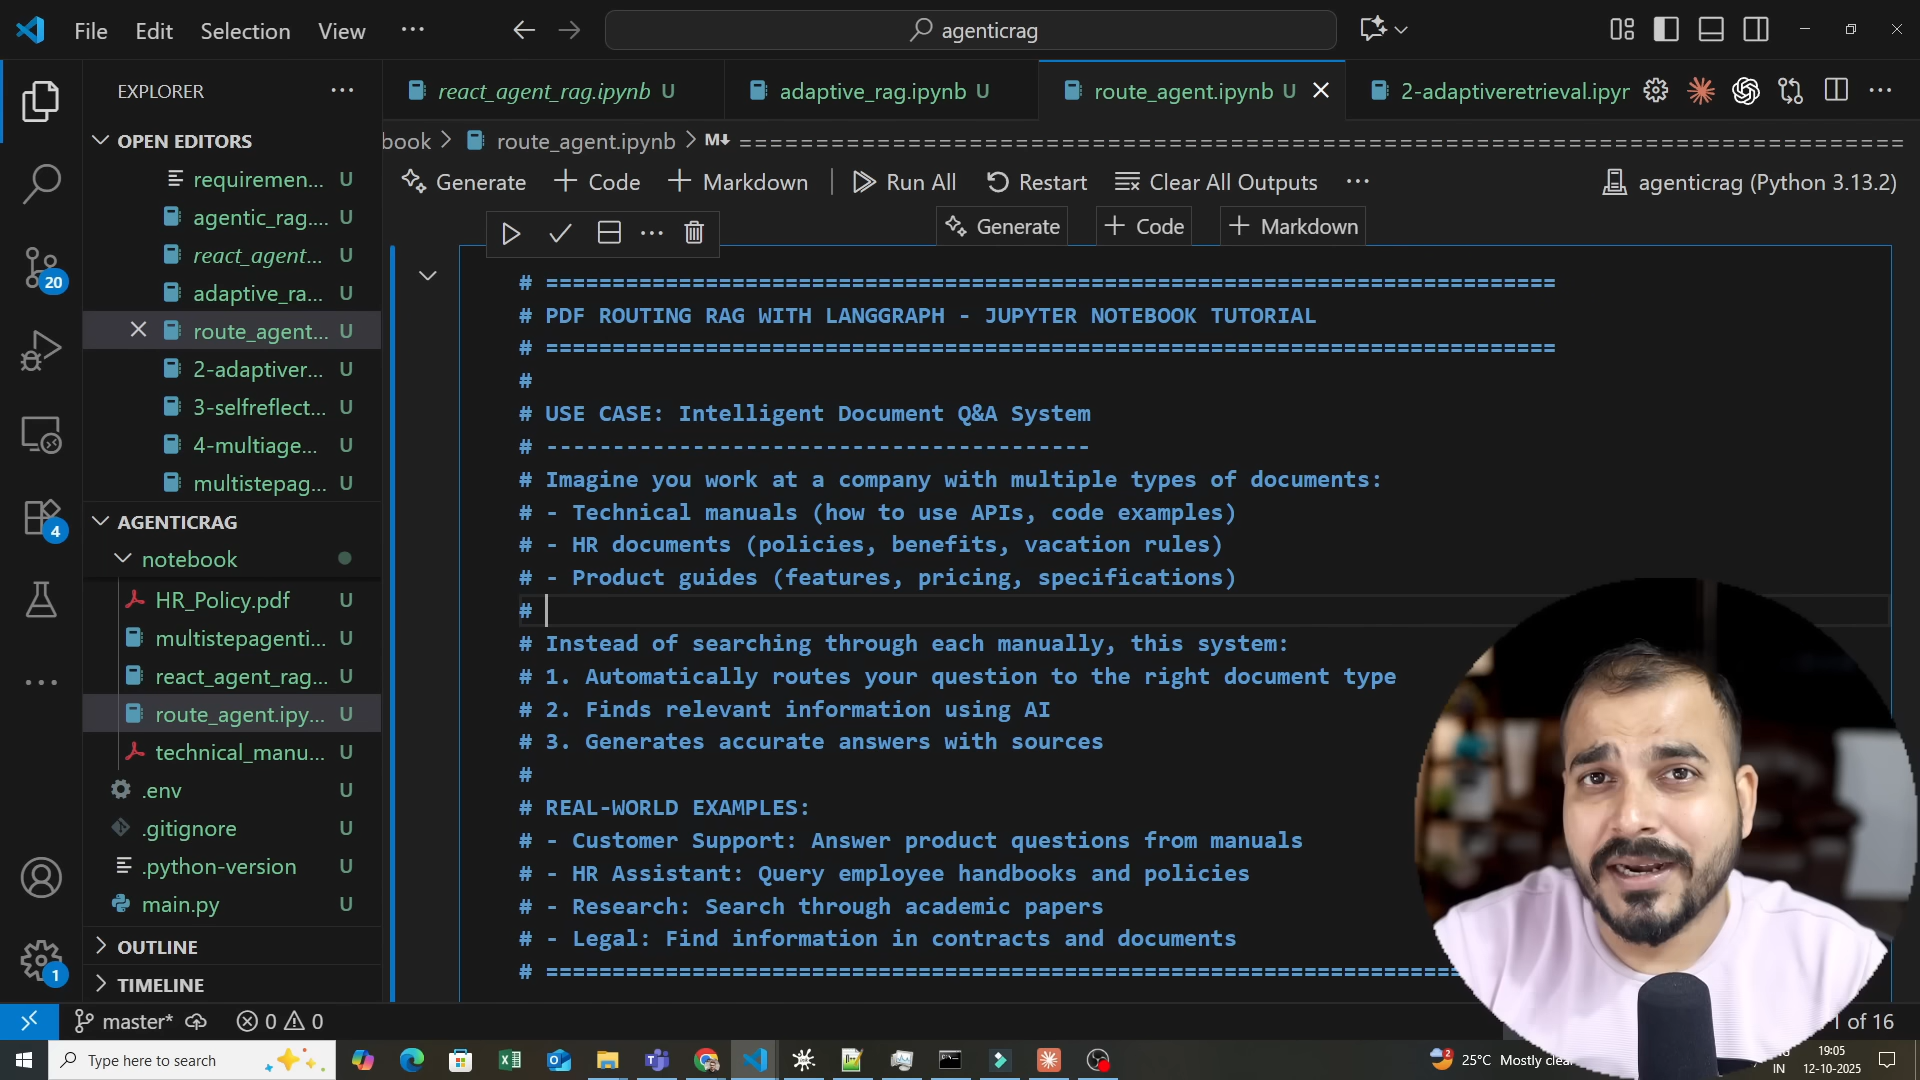 File Edit Selection View ...
agenticrag
EXPLORER ...
react_agent_rag.ipynb U
adaptive_rag.ipynb U
route_agent.ipynb U
2-adaptiveretrieval.ipyr
...
OPEN EDITORS
book > route_agent.ipynb > M↓ ================================================================================
requiremen... U
agentic_rag.... U
react_agent... U
adaptive_ra... U
route_agent... U
2-adaptiver... U
3-selfreflect... U
4-multiage... U
multistepag... U
Generate + Code + Markdown Run All Restart Clear All Outputs ... agenticrag (Python 3.13.2)
Generate + Code + Markdown
20
4
1
AGENTICRAG
notebook
HR_Policy.pdf U
multistepagenti... U
react_agent_rag... U
route_agent.ipy... U
technical_manu... U
.env U
.gitignore U
.python-version U
main.py U
OUTLINE
TIMELINE
# ============================================================================
# PDF ROUTING RAG WITH LANGGRAPH - JUPYTER NOTEBOOK TUTORIAL
# ============================================================================
#
# USE CASE: Intelligent Document Q&A System
# -----------------------------------------
# Imagine you work at a company with multiple types of documents:
# - Technical manuals (how to use APIs, code examples)
# - HR documents (policies, benefits, vacation rules)
# - Product guides (features, pricing, specifications)
#
# Instead of searching through each manually, this system:
# 1. Automatically routes your question to the right document type
# 2. Finds relevant information using AI
# 3. Generates accurate answers with sources
#
# REAL-WORLD EXAMPLES:
# - Customer Support: Answer product questions from manuals
# - HR Assistant: Query employee handbooks and policies
# - Research: Search through academic papers
# - Legal: Find information in contracts and documents
# =====================================================================
master* 0 0
1 of 16
Type here to search
2
25°C Mostly clea
IN
19:05
12-10-2025